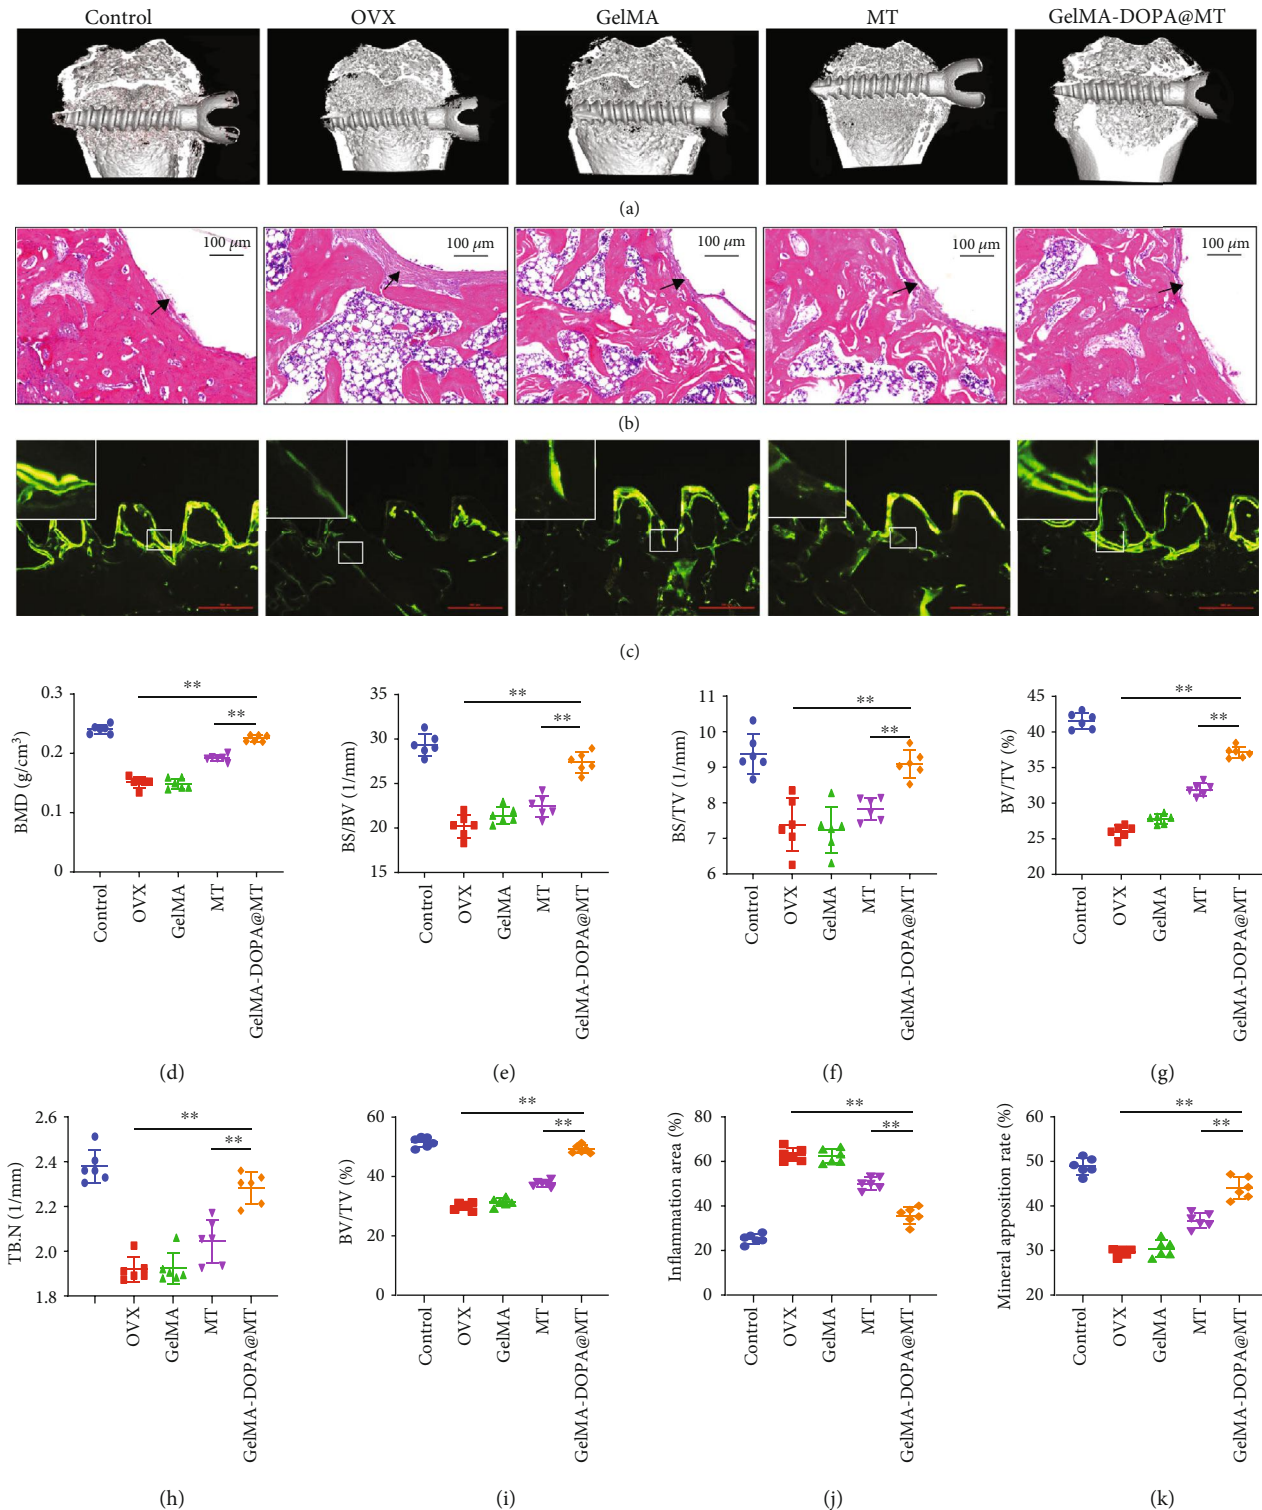 Control OVX GelMA MT GelMA-DOPA@MT
(a)
100 μm 100 μm 100 μm 100 μm 100 μm
(b)
(c)
BMD (g/cm³)
0.3
0.2
0.1
0
**
**
Control
OVX
GelMA
MT
GelMA-DOPA@MT
(d)
BS/BV (1/mm)
35
30
25
20
15
**
**
Control
OVX
GelMA
MT
GelMA-DOPA@MT
(e)
BS/TV (1/mm)
11
10
9
8
7
6
**
**
Control
OVX
GelMA
MT
GelMA-DOPA@MT
(f)
BV/TV (%)
45
40
35
30
25
20
**
**
Control
OVX
GelMA
MT
GelMA-DOPA@MT
(g)
TB.N (1/mm)
2.6
2.4
2.2
2.0
1.8
**
**
OVX
GelMA
MT
GelMA-DOPA@MT
(h)
BV/TV (%)
60
40
20
0
**
**
Control
OVX
GelMA
MT
GelMA-DOPA@MT
(i)
Inflammation area (%)
80
60
40
20
0
**
**
Control
OVX
GelMA
MT
GelMA-DOPA@MT
(j)
Mineral apposition rate (%)
60
50
40
30
20
**
**
Control
OVX
GelMA
MT
GelMA-DOPA@MT
(k)